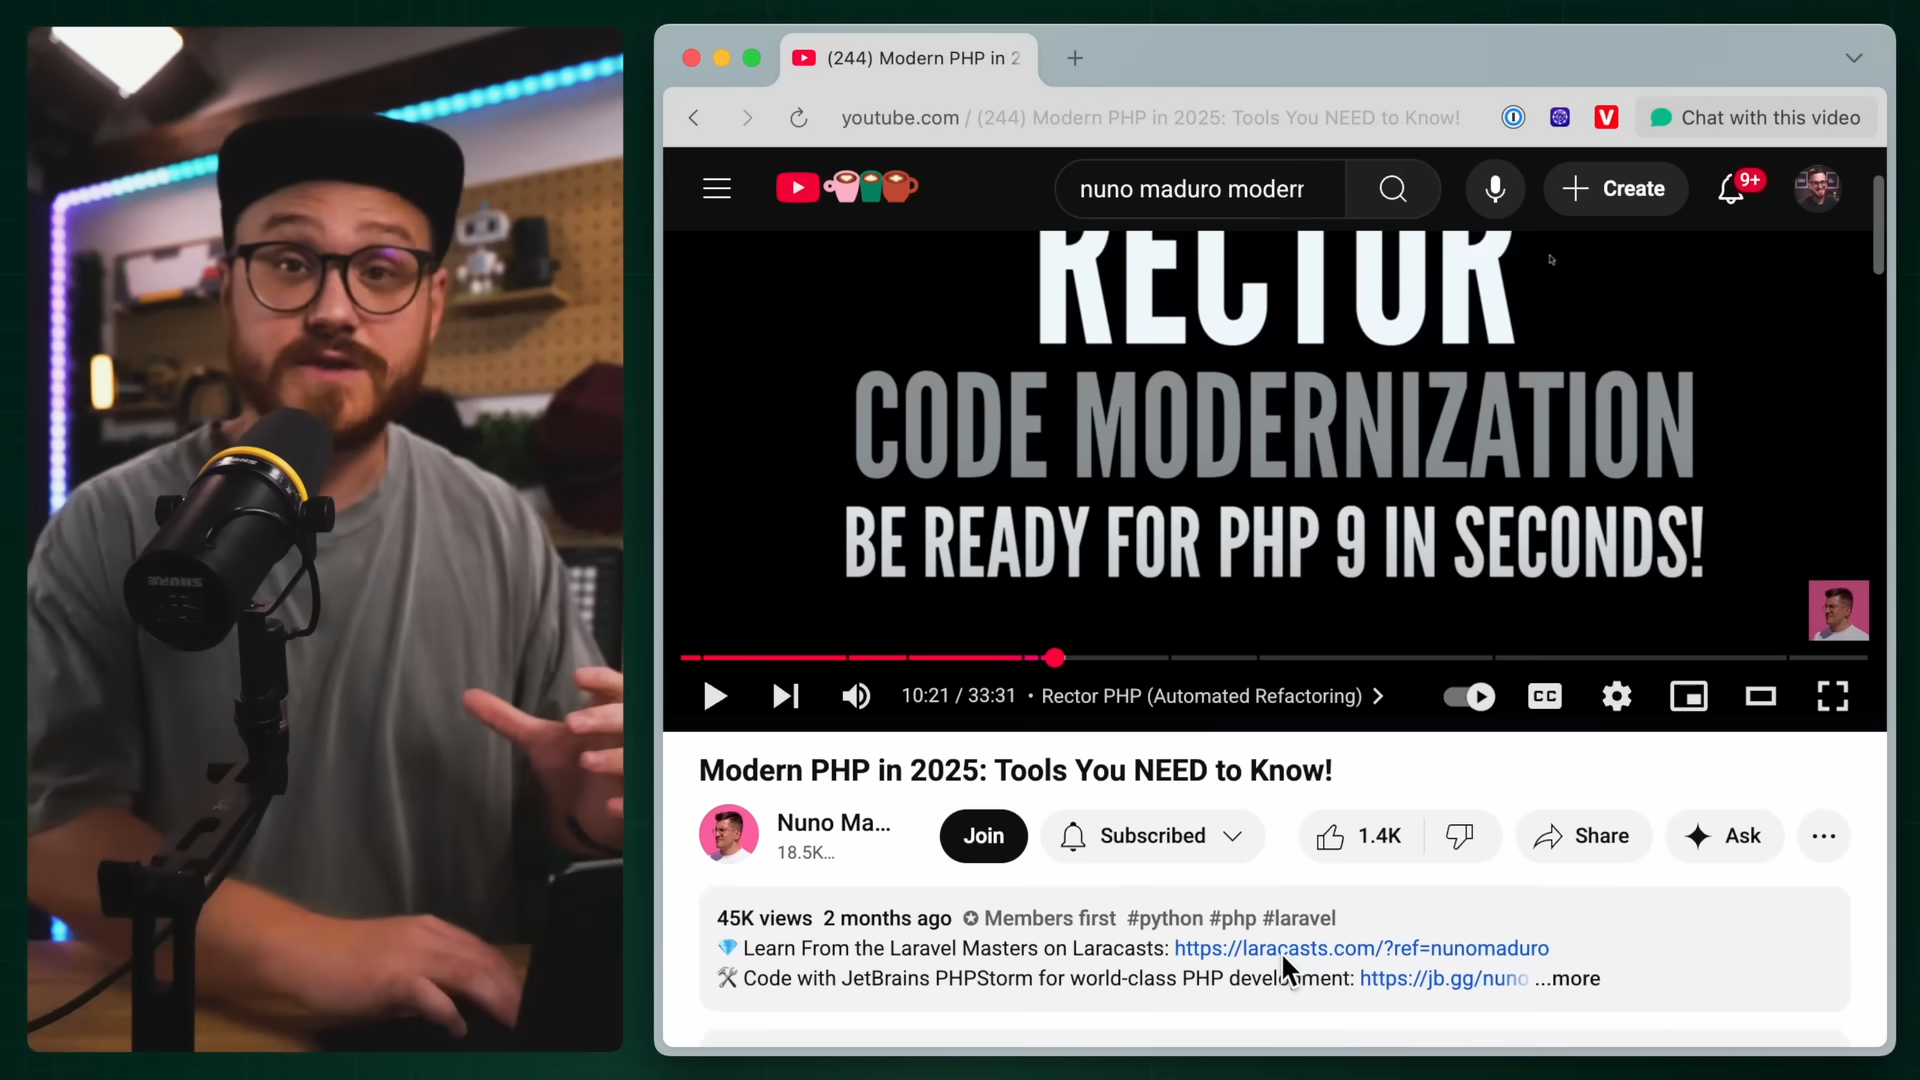 SHURE
(244) Modern PHP in 2
youtube.com / (244) Modern PHP in 2025: Tools You NEED to Know!
Chat with this video
nuno maduro moderr
Create
9+
RECTOR
CODE MODERNIZATION
BE READY FOR PHP 9 IN SECONDS!
10:21 / 33:31 • Rector PHP (Automated Refactoring)
CC
Modern PHP in 2025: Tools You NEED to Know!
Nuno Ma...
18.5K...
Join
Subscribed
1.4K
Share
Ask
45K views 2 months ago Members first #python #php #laravel
💎 Learn From the Laravel Masters on Laracasts: https://laracasts.com/?ref=nunomaduro
🛠 Code with JetBrains PHPStorm for world-class PHP development: https://jb.gg/nuno ...more